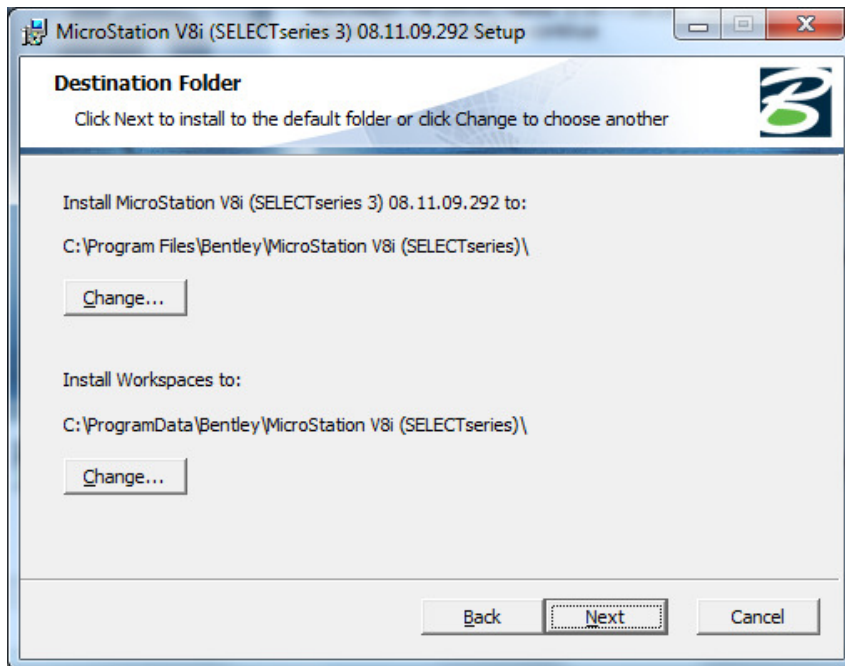 MicroStation V8i (SELECTseries 3) 08.11.09.292 Setup
Destination Folder
Click Next to install to the default folder or click Change to choose another
Install MicroStation V8i (SELECTseries 3) 08.11.09.292 to:
C:\Program Files\Bentley\MicroStation V8i (SELECTseries)\
Change...
Install Workspaces to:
C:\ProgramData\Bentley\MicroStation V8i (SELECTseries)\
Change...
Back Next Cancel